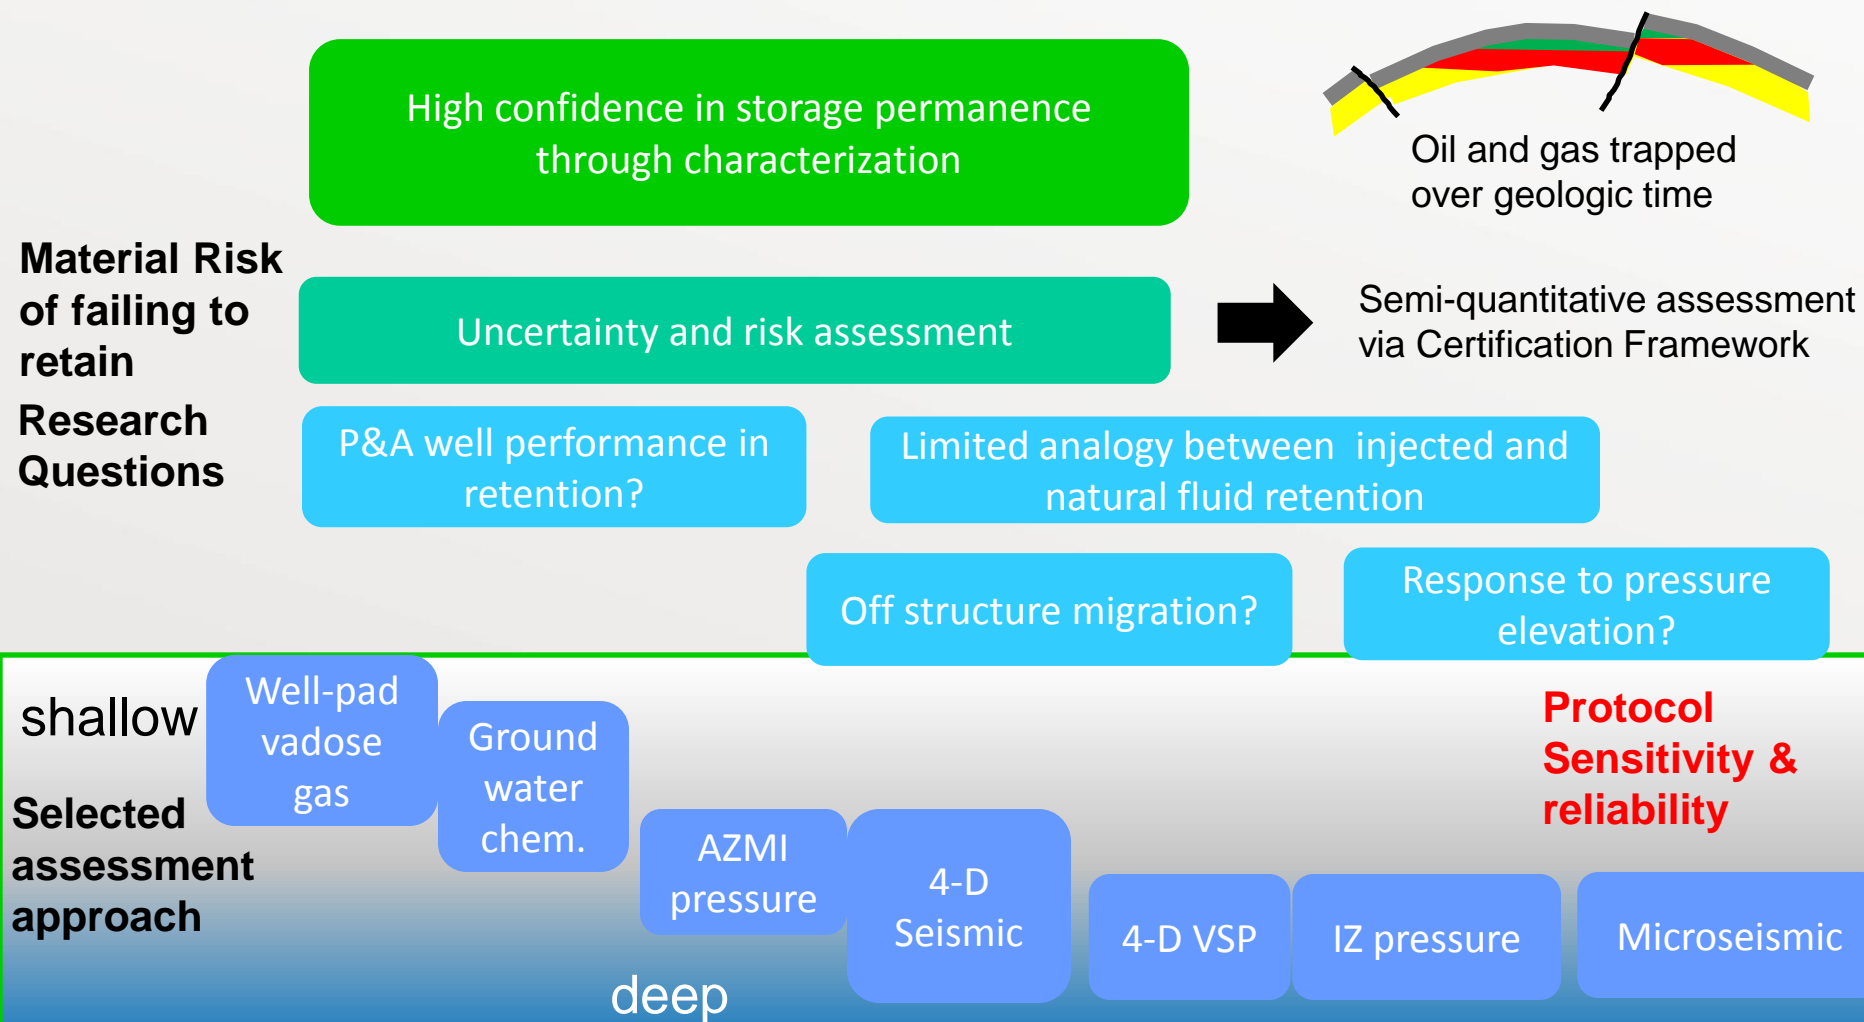 High confidence in storage permanence
through characterization
Oil and gas trapped
over geologic time
Material Risk
of failing to
retain
Uncertainty and risk assessment
Semi-quantitative assessment
via Certification Framework
Research
Questions
P&A well performance in
retention?
Limited analogy between injected and
natural fluid retention
Off structure migration?
Response to pressure
elevation?
shallow
Well-pad
vadose
gas
Ground
water
chem.
Protocol
Sensitivity &
reliability
Selected
assessment
approach
AZMI
pressure
4-D
Seismic
4-D VSP
IZ pressure
Microseismic
deep